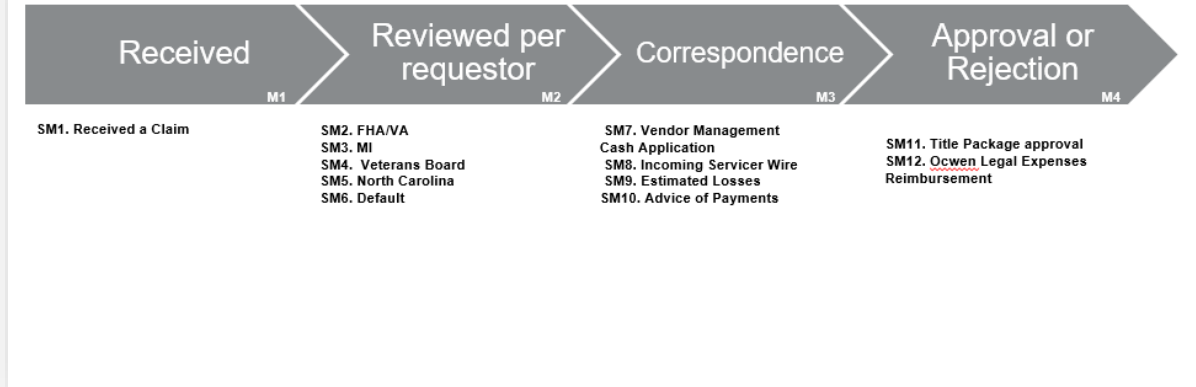 Received
M1
Reviewed per
requestor
M2
Correspondence
M3
Approval or
Rejection
M4
SM1. Received a Claim
SM2. FHA/VA
SM3. MI
SM4.  Veterans Board
SM5. North Carolina
SM6. Default
SM7. Vendor Management
Cash Application
SM8. Incoming Servicer Wire
SM9. Estimated Losses
SM10. Advice of Payments
SM11. Title Package approval
SM12. Ocwen Legal Expenses
Reimbursement